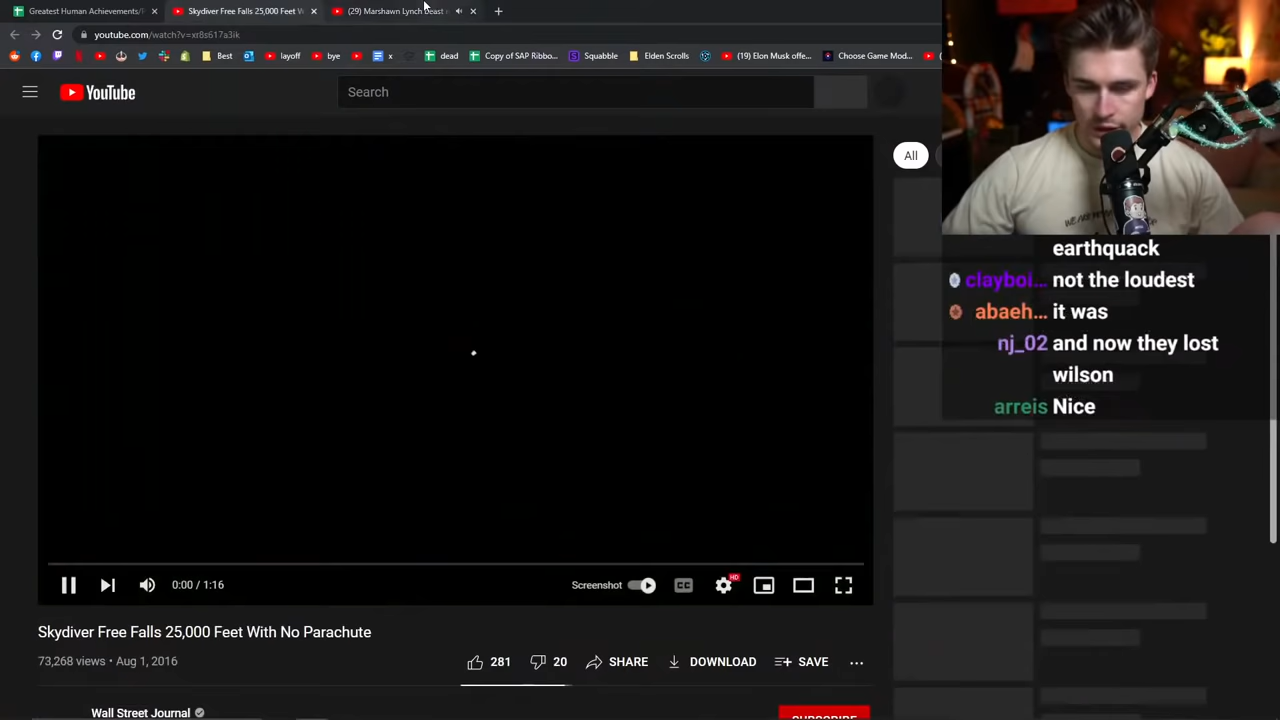 Greatest Human Achievements/
Skydiver Free Falls 25,000 Feet W
(29) Marshawn Lynch Beast
youtube.com/watch?v=xr8s617a3ik
Best
layoff
bye
x
dead
Copy of SAP Ribbo...
Squabble
Elden Scrolls
(19) Elon Musk offe...
Choose Game Mod...
YouTube
Search
All
earthquack
clayboi... not the loudest
abaeh... it was
nj_02 and now they lost
wilson
arreis Nice
0:00 / 1:16
Screenshot
CC
HD
Skydiver Free Falls 25,000 Feet With No Parachute
73,268 views • Aug 1, 2016
281
20
SHARE
DOWNLOAD
SAVE
Wall Street Journal
SUBSCRIBE